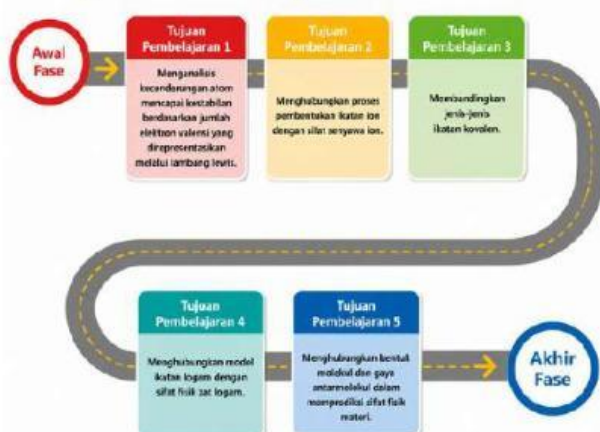 Awal
Fase
Tujuan
Pembelajaran 1
Menganalisis
kecenderungan atom
mencapai kestabilan
berdasarkan jumlah
elektron valensi yang
direpresentasikan
melalui lambang lewis.
Tujuan
Pembelajaran 2
Menghubungkan proses
pembentukan ikatan ion
dengan sifat senyawa ion.
Tujuan
Pembelajaran 3
Membandingkan
jenis-jenis
ikatan kovalen.
Tujuan
Pembelajaran 4
Menghubungkan model
ikatan logam dengan
sifat fisik zat logam.
Tujuan
Pembelajaran 5
Menghubungkan bentuk
molekul dan gaya
antarmolekul dalam
memprediksi sifat fisik
materi.
Akhir
Fase